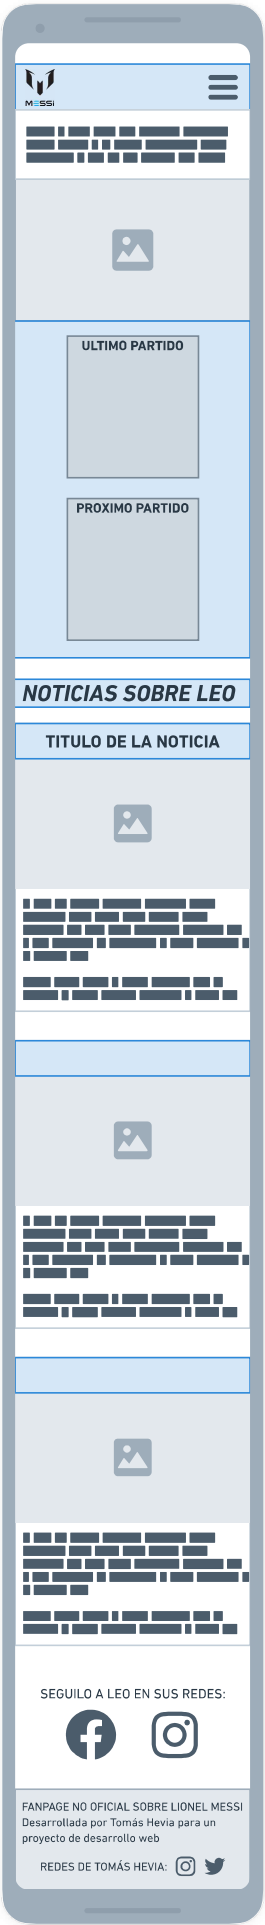 MESSI
ULTIMO PARTIDO
PROXIMO PARTIDO
NOTICIAS SOBRE LEO
TITULO DE LA NOTICIA
SEGUILO A LEO EN SUS REDES:
FANPAGE NO OFICIAL SOBRE LIONEL MESSI
Desarrollada por Tomás Hevia para un
proyecto de desarrollo web
REDES DE TOMÁS HEVIA: